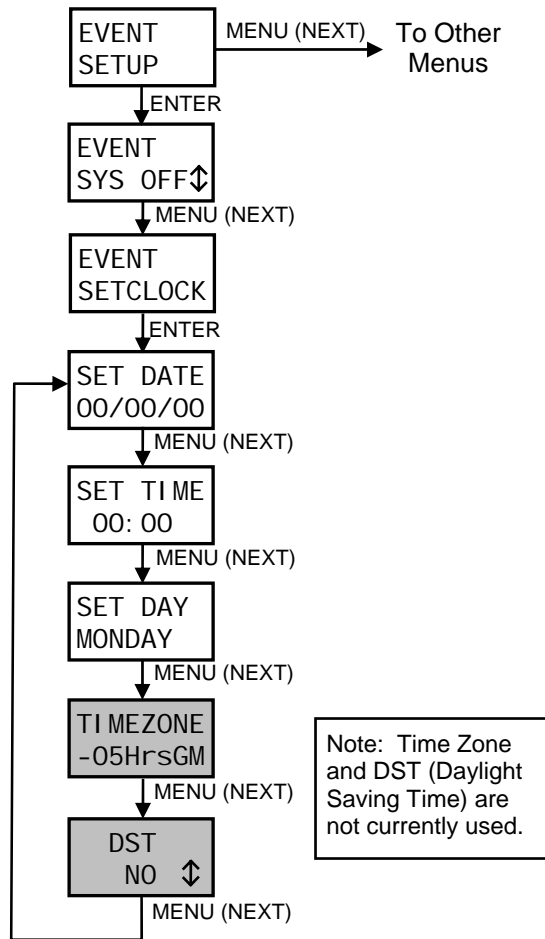 EVENT
SETUP
MENU (NEXT)
To Other
Menus
ENTER
EVENT
SYS OFF↕
MENU (NEXT)
EVENT
SETCLOCK
ENTER
SET DATE
00/00/00
MENU (NEXT)
SET TIME
00:00
MENU (NEXT)
SET DAY
MONDAY
MENU (NEXT)
TIMEZONE
-05HrsGM
MENU (NEXT)
Note: Time Zone
and DST (Daylight
Saving Time) are
not currently used.
DST
NO ↕
MENU (NEXT)